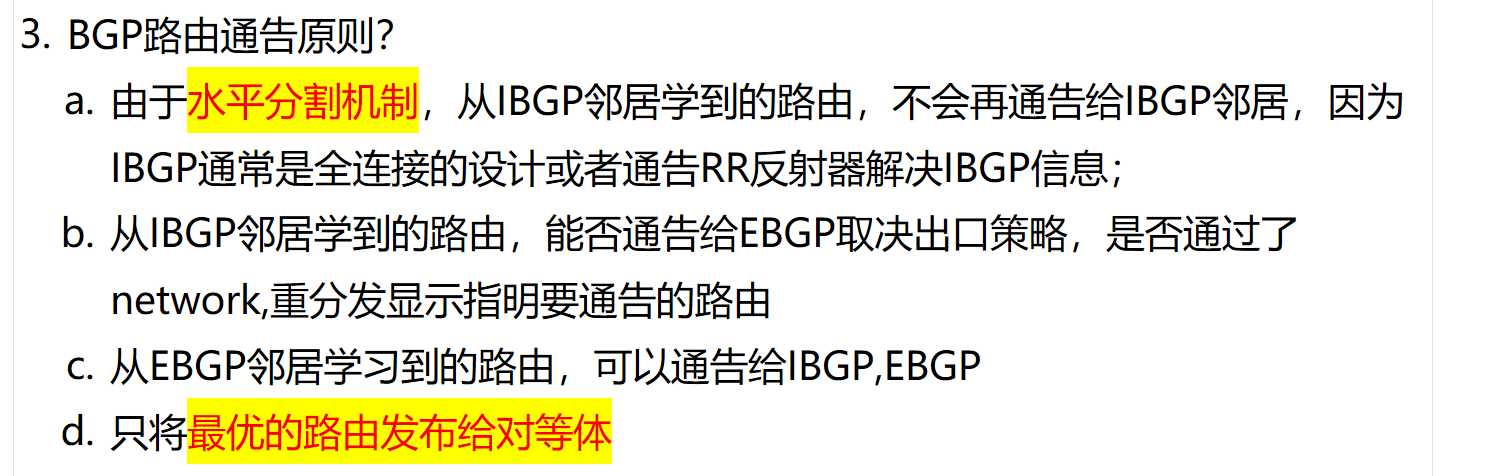 3. BGP路由通告原则？
a. 由于水平分割机制，从IBGP邻居学到的路由，不会再通告给IBGP邻居，因为
IBGP通常是全连接的设计或者通告RR反射器解决IBGP信息；
b. 从IBGP邻居学到的路由，能否通告给EBGP取决出口策略，是否通过了
network,重分发显示指明要通告的路由
c. 从EBGP邻居学习到的路由，可以通告给IBGP,EBGP
d. 只将最优的路由发布给对等体